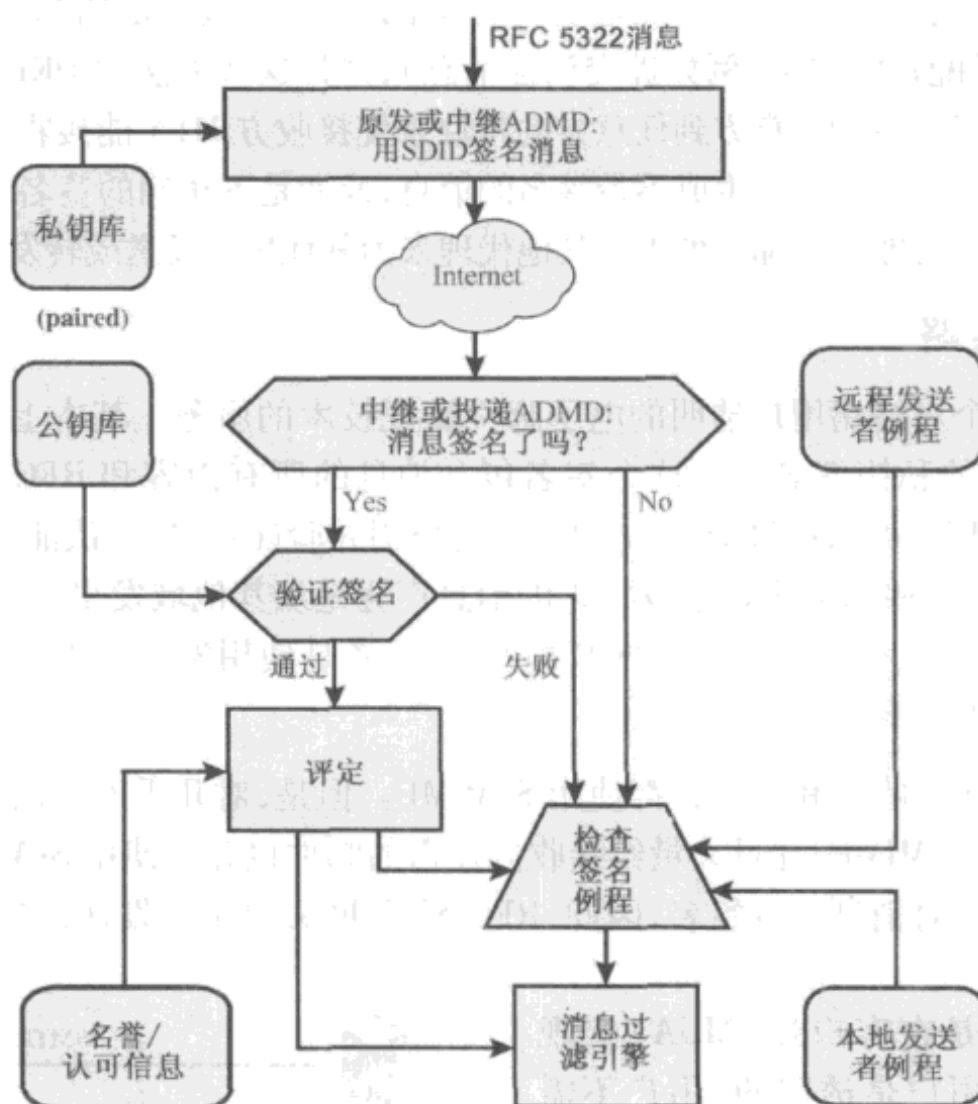 RFC 5322消息
原发或中继ADMD:
用SDID签名消息
私钥库
Internet
(paired)
公钥库
中继或投递ADMD:
消息签名了吗?
远程发送
者例程
Yes
No
验证签名
通过
失败
评定
检查
签名
例程
名誉/
认可信息
消息过
滤引擎
本地发送
者例程